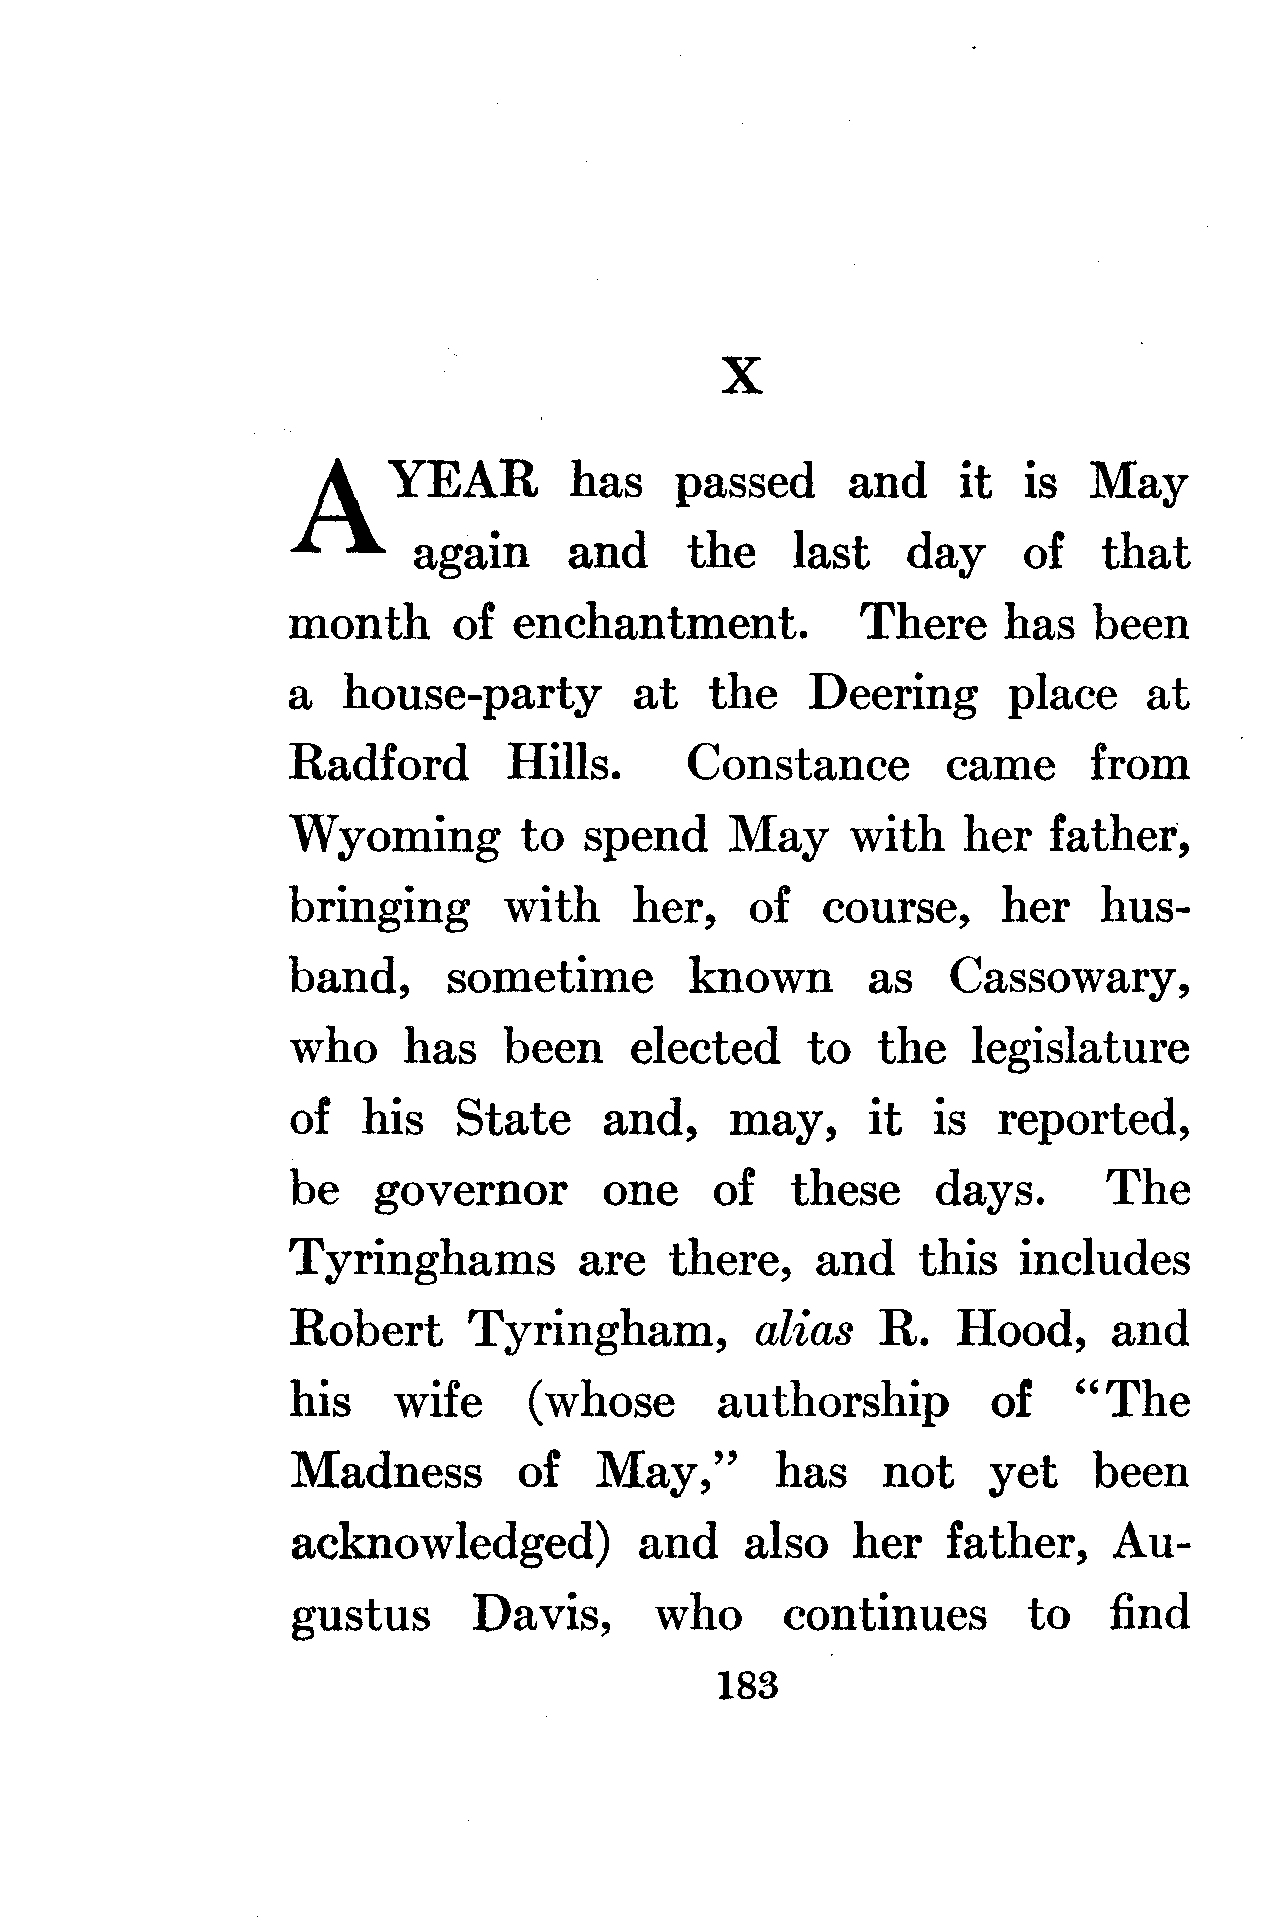 X
A YEAR has passed and it is May
again and the last day of that
month of enchantment. There has been
a house-party at the Deering place at
Radford Hills. Constance came from
Wyoming to spend May with her father,
bringing with her, of course, her hus-
band, sometime known as Cassowary,
who has been elected to the legislature
of his State and, may, it is reported,
be governor one of these days. The
Tyringhams are there, and this includes
Robert Tyringham, alias R. Hood, and
his wife (whose authorship of “The
Madness of May,” has not yet been
acknowledged) and also her father, Au-
gustus Davis, who continues to find
183